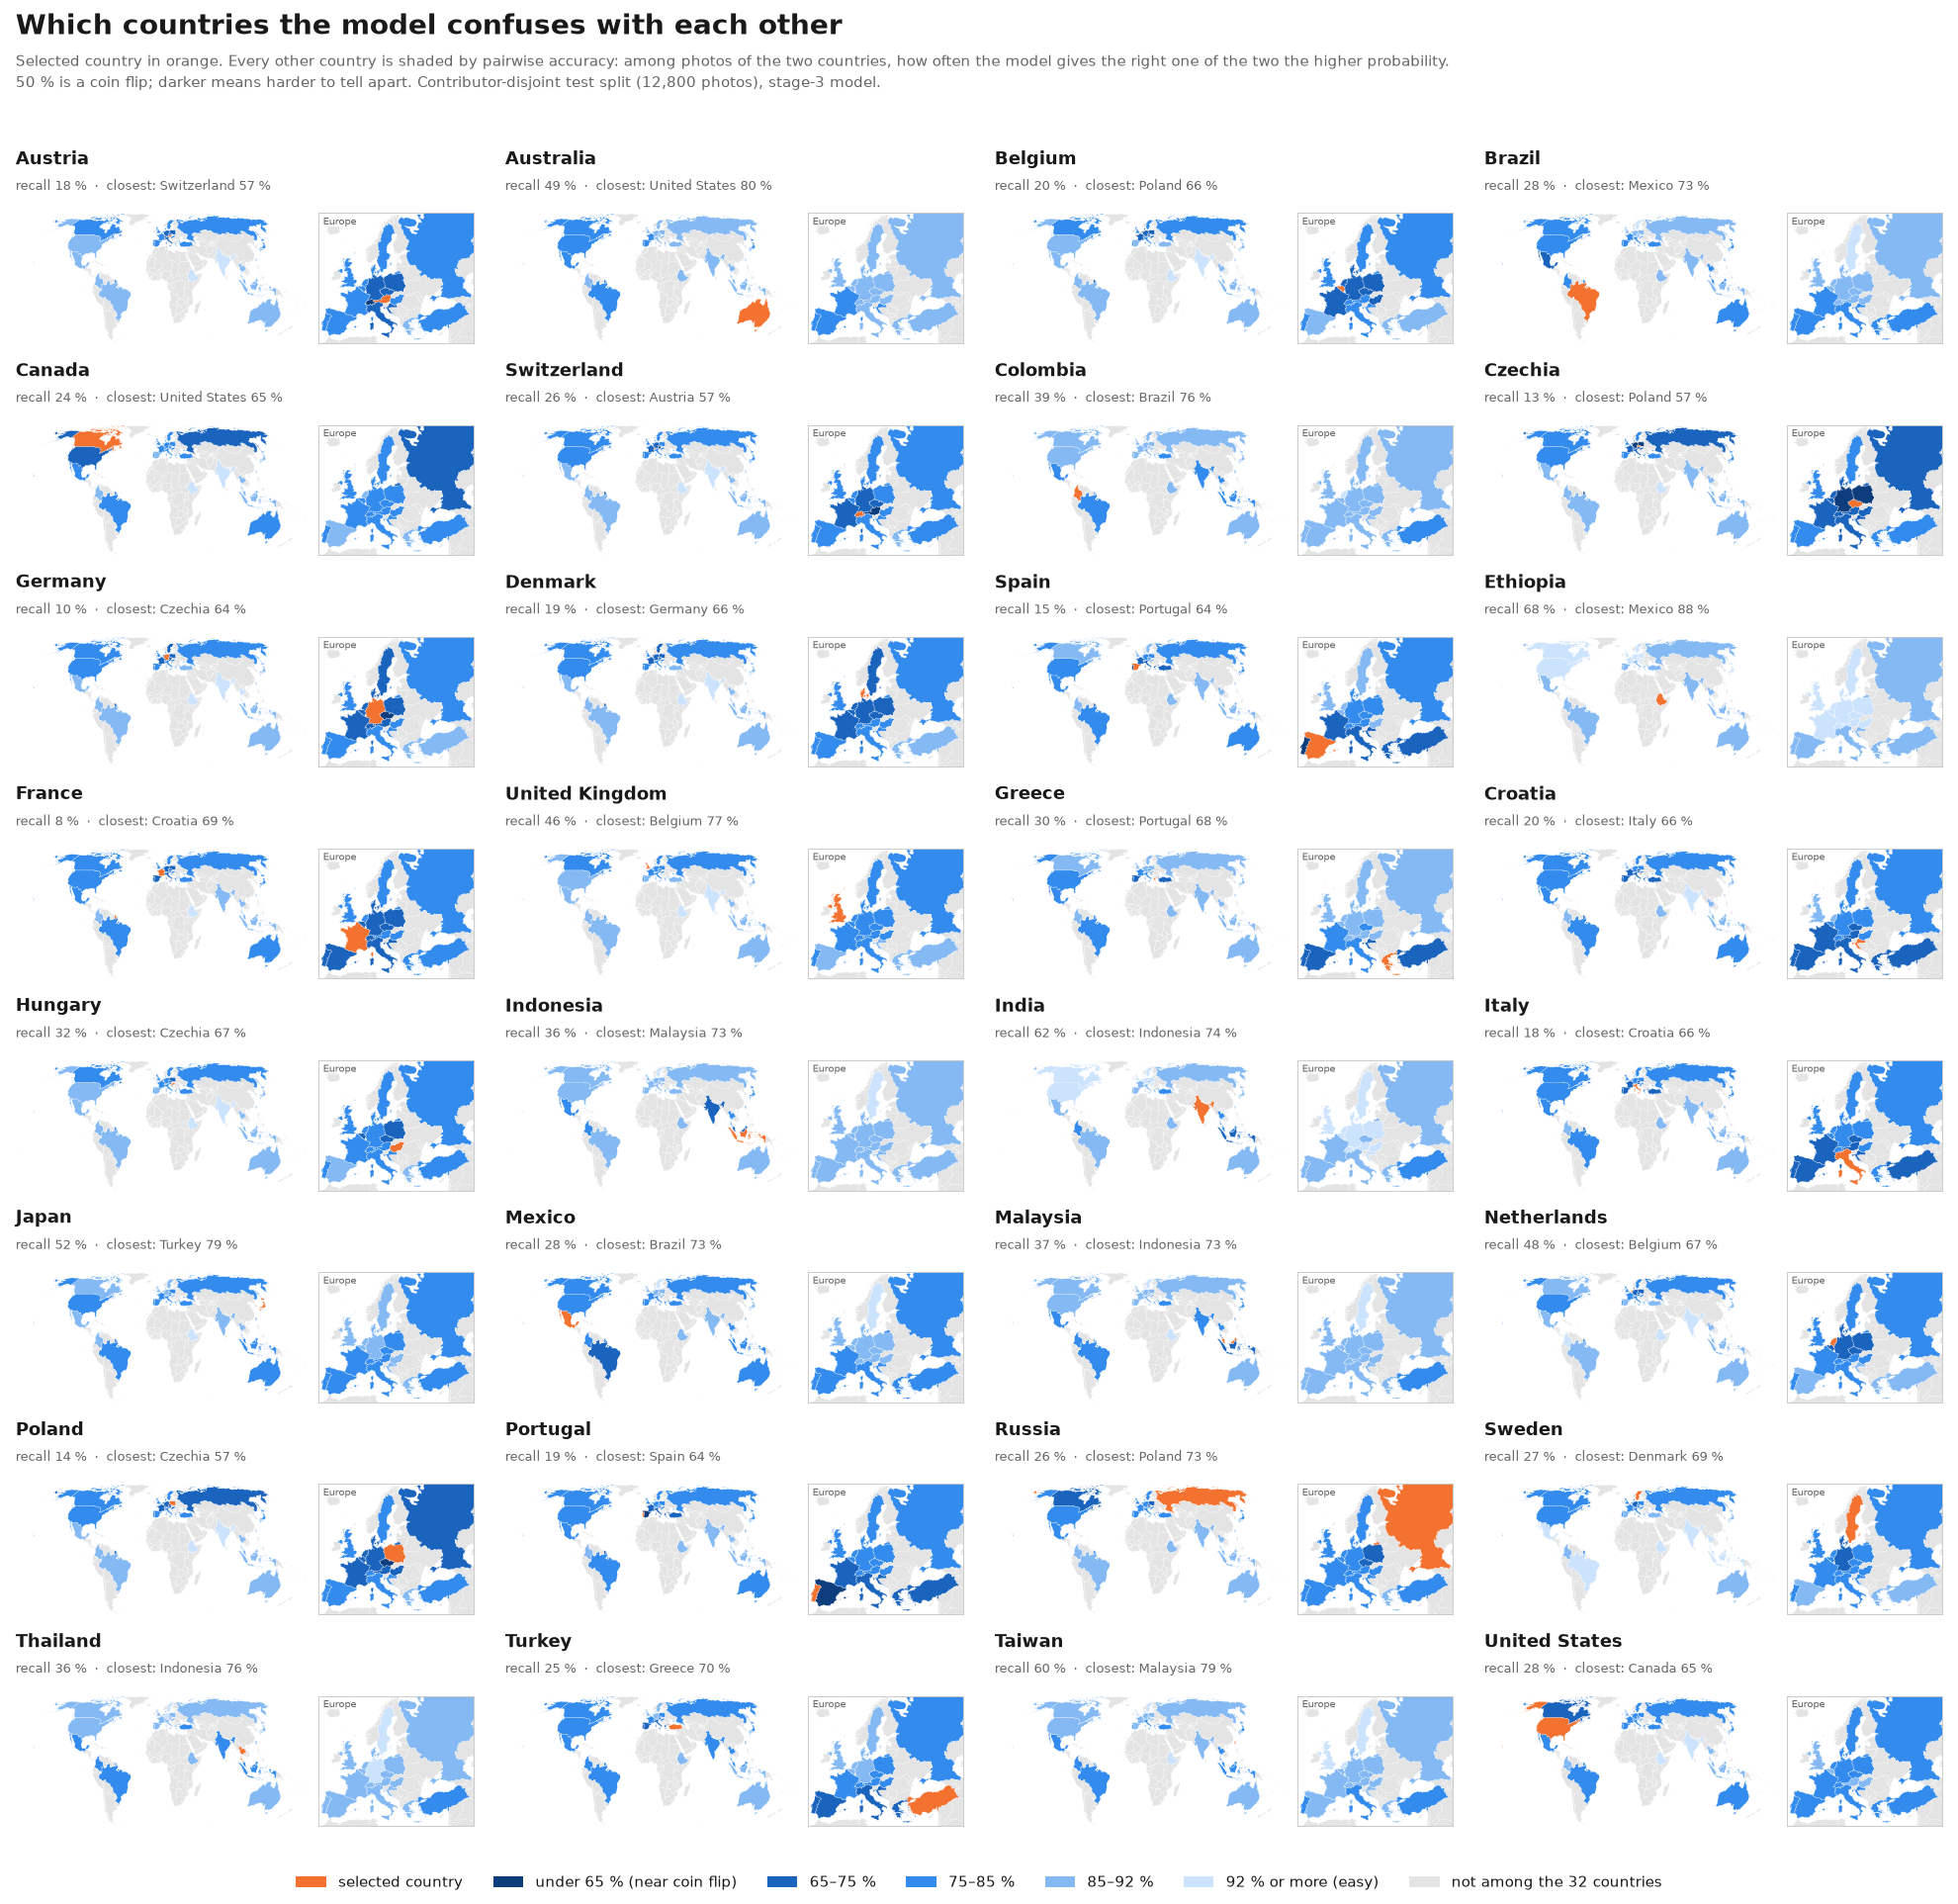 Which countries the model confuses with each other
Selected country in orange. Every other country is shaded by pairwise accuracy: among photos of the two countries, how often the model gives the right one of the two the higher probability.
50 % is a coin flip; darker means harder to tell apart. Contributor-disjoint test split (12,800 photos), stage-3 model.
Austria
recall 18 % · closest: Switzerland 57 %
Europe
Australia
recall 49 % · closest: United States 80 %
Europe
Belgium
recall 20 % · closest: Poland 66 %
Europe
Brazil
recall 28 % · closest: Mexico 73 %
Europe
Canada
recall 24 % · closest: United States 65 %
Europe
Switzerland
recall 26 % · closest: Austria 57 %
Europe
Colombia
recall 39 % · closest: Brazil 76 %
Europe
Czechia
recall 13 % · closest: Poland 57 %
Europe
Germany
recall 10 % · closest: Czechia 64 %
Europe
Denmark
recall 19 % · closest: Germany 66 %
Europe
Spain
recall 15 % · closest: Portugal 64 %
Europe
Ethiopia
recall 68 % · closest: Mexico 88 %
Europe
France
recall 8 % · closest: Croatia 69 %
Europe
United Kingdom
recall 46 % · closest: Belgium 77 %
Europe
Greece
recall 30 % · closest: Portugal 68 %
Europe
Croatia
recall 20 % · closest: Italy 66 %
Europe
Hungary
recall 32 % · closest: Czechia 67 %
Europe
Indonesia
recall 36 % · closest: Malaysia 73 %
Europe
India
recall 62 % · closest: Indonesia 74 %
Europe
Italy
recall 18 % · closest: Croatia 66 %
Europe
Japan
recall 52 % · closest: Turkey 79 %
Europe
Mexico
recall 28 % · closest: Brazil 73 %
Europe
Malaysia
recall 37 % · closest: Indonesia 73 %
Europe
Netherlands
recall 48 % · closest: Belgium 67 %
Europe
Poland
recall 14 % · closest: Czechia 57 %
Europe
Portugal
recall 19 % · closest: Spain 64 %
Europe
Russia
recall 26 % · closest: Poland 73 %
Europe
Sweden
recall 27 % · closest: Denmark 69 %
Europe
Thailand
recall 36 % · closest: Indonesia 76 %
Europe
Turkey
recall 25 % · closest: Greece 70 %
Europe
Taiwan
recall 60 % · closest: Malaysia 79 %
Europe
United States
recall 28 % · closest: Canada 65 %
Europe
selected country
under 65 % (near coin flip)
65–75 %
75–85 %
85–92 %
92 % or more (easy)
not among the 32 countries